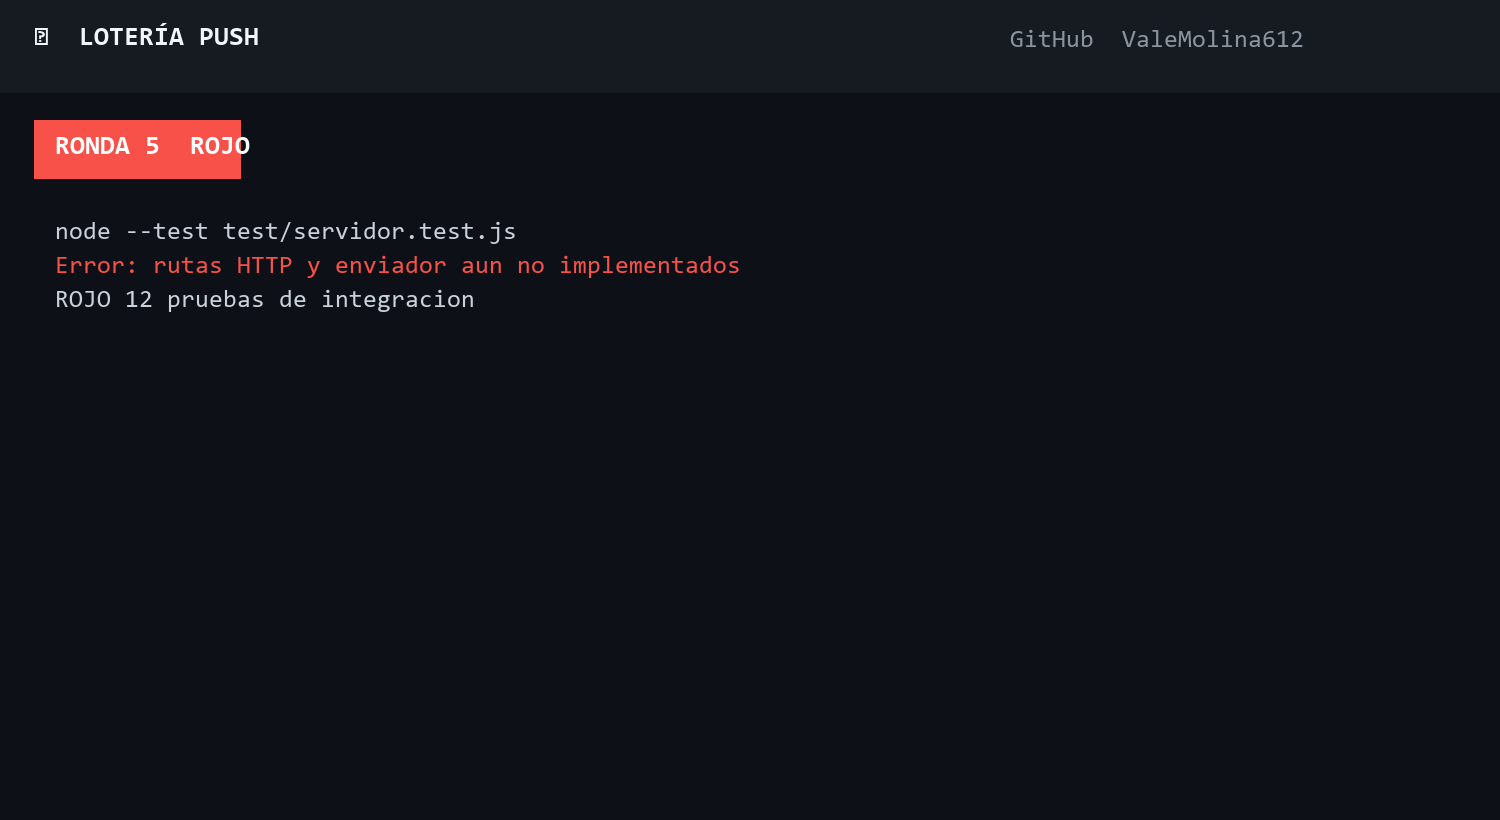 LOTERÍA PUSH
GitHub ValeMolina612
RONDA 5 ROJO
node --test test/servidor.test.js
Error: rutas HTTP y enviador aun no implementados
ROJO 12 pruebas de integracion